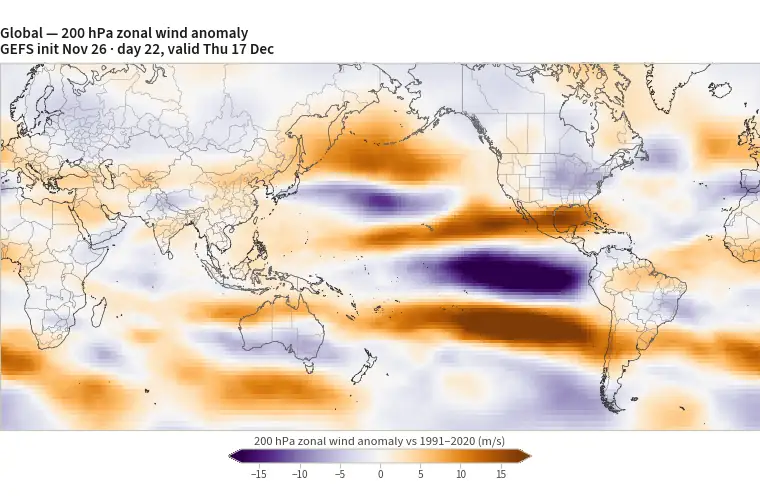 Global — 200 hPa zonal wind anomaly
GEFS init Nov 26 · day 22, valid Thu 17 Dec
200 hPa zonal wind anomaly vs 1991–2020 (m/s)
−15 −10 −5 0 5 10 15